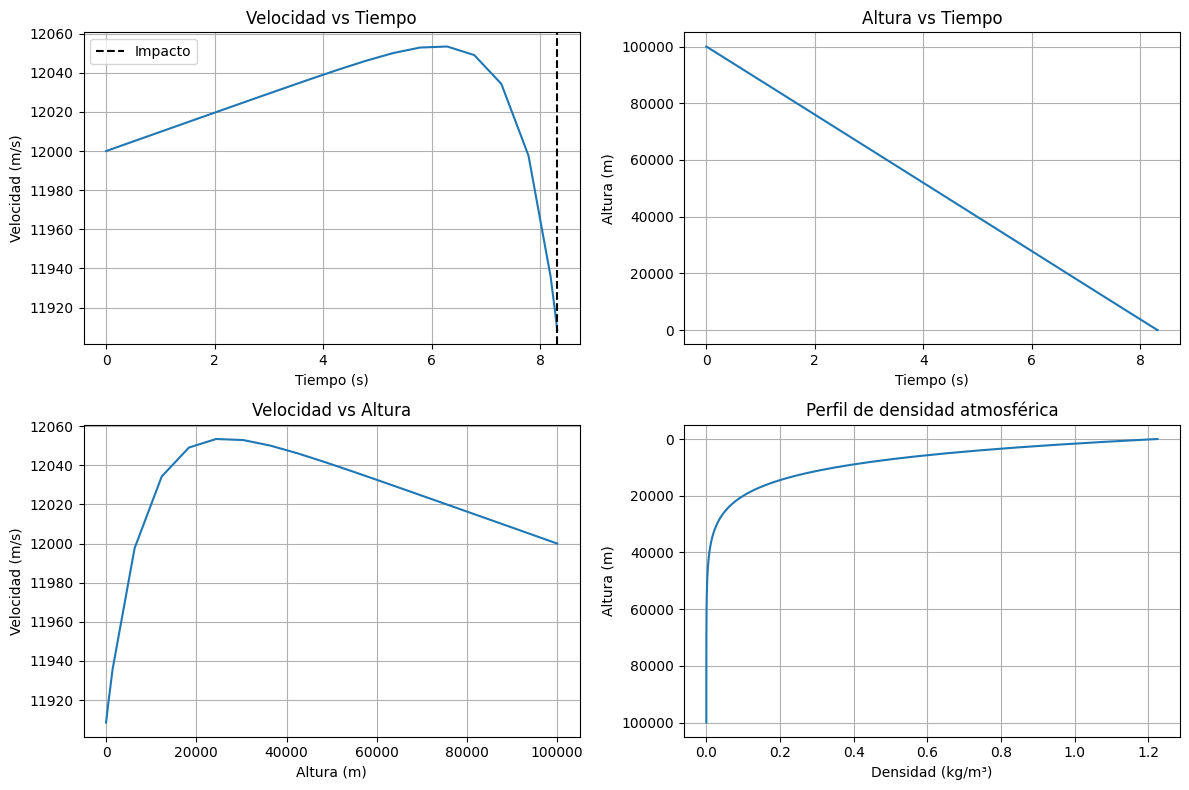 Velocidad vs Tiempo
12060
12040
12020
12000
11980
11960
11940
11920
Velocidad (m/s)
Impacto
0 2 4 6 8
Tiempo (s)
Altura vs Tiempo
100000
80000
60000
40000
20000
0
Altura (m)
0 2 4 6 8
Tiempo (s)
Velocidad vs Altura
12060
12040
12020
12000
11980
11960
11940
11920
Velocidad (m/s)
0 20000 40000 60000 80000 100000
Altura (m)
Perfil de densidad atmosférica
0
20000
40000
60000
80000
100000
Altura (m)
0.0 0.2 0.4 0.6 0.8 1.0 1.2
Densidad (kg/m³)